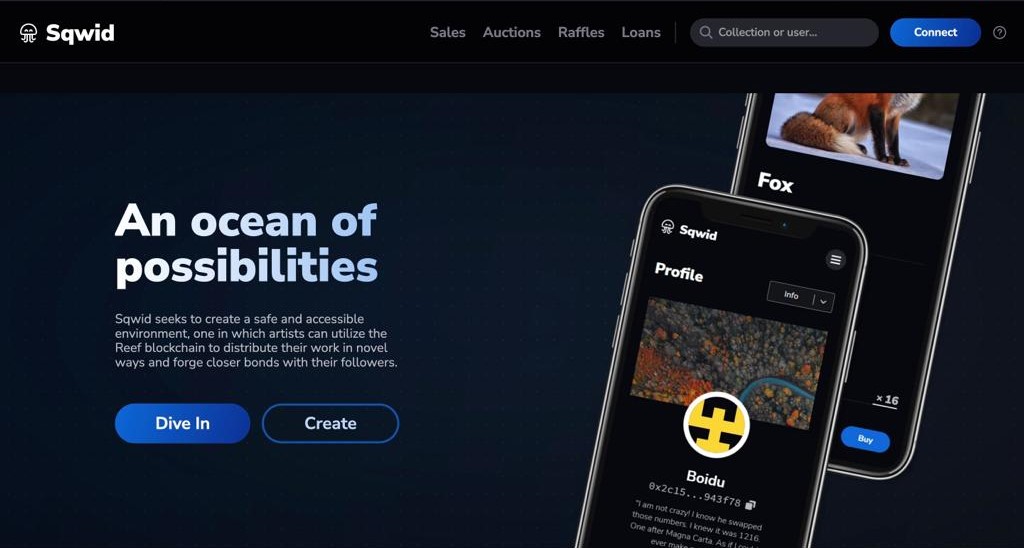 Sqwid
Sales Auctions Raffles Loans
Collection or user...
Connect
?
An ocean of
possibilities
Sqwid seeks to create a safe and accessible
environment, one in which artists can utilize the
Reef blockchain to distribute their work in novel
ways and forge closer bonds with their followers.
Dive In
Create
Fox
× 16
Buy
Sqwid
Profile
Info
Boidu
0x2c15...943f78
"I am not crazy! I know he swapped
those numbers. I knew it was 1216.
One after Magna Carta. As if I could
ever make